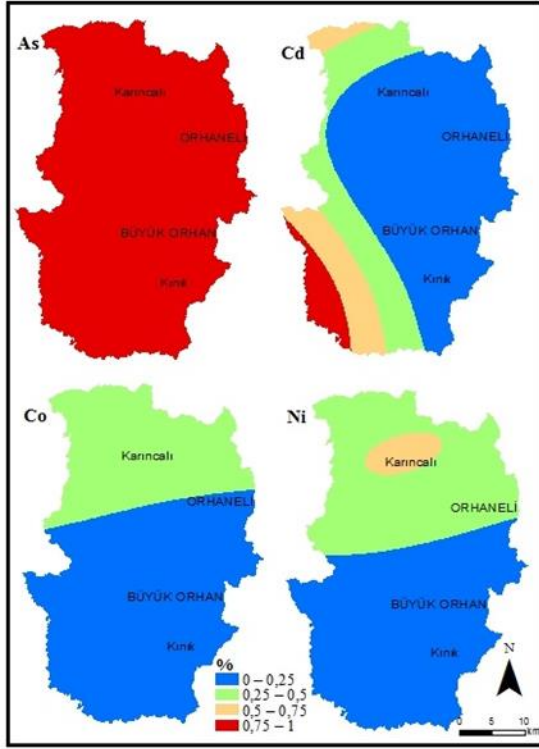 As
Karıncalı
ORHANELİ
BÜYÜK ORHAN
Kınık
Cd
Karıncalı
ORHANELİ
BÜYÜK ORHAN
Kınık
Co
Karıncalı
ORHANELİ
BÜYÜK ORHAN
Kınık
Ni
Karıncalı
ORHANELİ
BÜYÜK ORHAN
Kınık
%
0 – 0,25
0,25 – 0,5
0,5 – 0,75
0,75 – 1
N
0 5 10
km